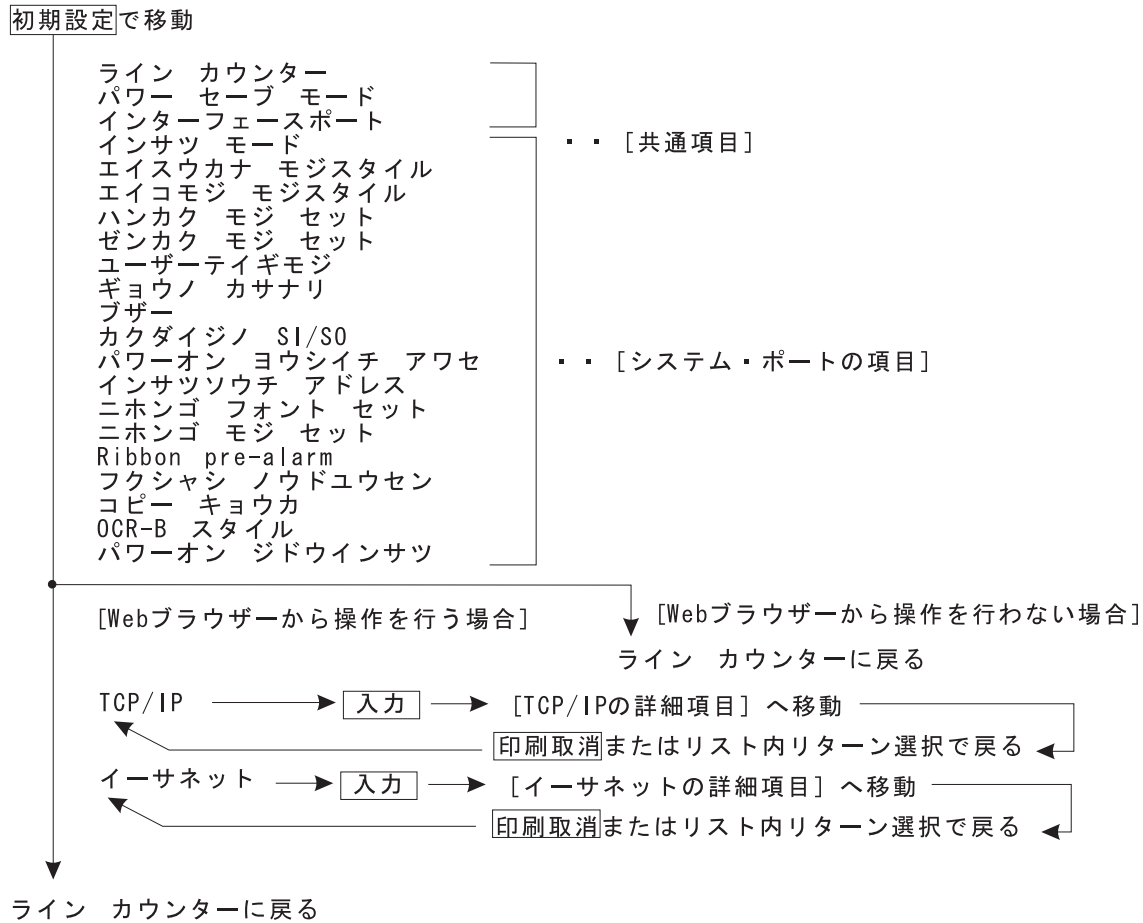 初期設定で移動
ライン　カウンター
パワー　セーブ　モード
インターフェースポート
・・［共通項目］
インサツ　モード
エイスウカナ　モジスタイル
エイコモジ　モジスタイル
ハンカク　モジ　セット
ゼンカク　モジ　セット
ユーザーテイギモジ
ギョウノ　カサナリ
ブザー
カクダイジノ　SI/SO
パワーオン　ヨウシイチ　アワセ
・・［システム・ポートの項目］
インサツソウチ　アドレス
ニホンゴ　フォント　セット
ニホンゴ　モジ　セット
Ribbon pre-alarm
フクシャシ　ノウドユウセン
コピー　キョウカ
OCR-B　スタイル
パワーオン　ジドウインサツ
［Webブラウザーから操作を行う場合］
［Webブラウザーから操作を行わない場合］
ライン　カウンターに戻る
TCP/IP　入力　［TCP/IPの詳細項目］へ移動
印刷取消またはリスト内リターン選択で戻る
イーサネット　入力　［イーサネットの詳細項目］へ移動
印刷取消またはリスト内リターン選択で戻る
ライン　カウンターに戻る